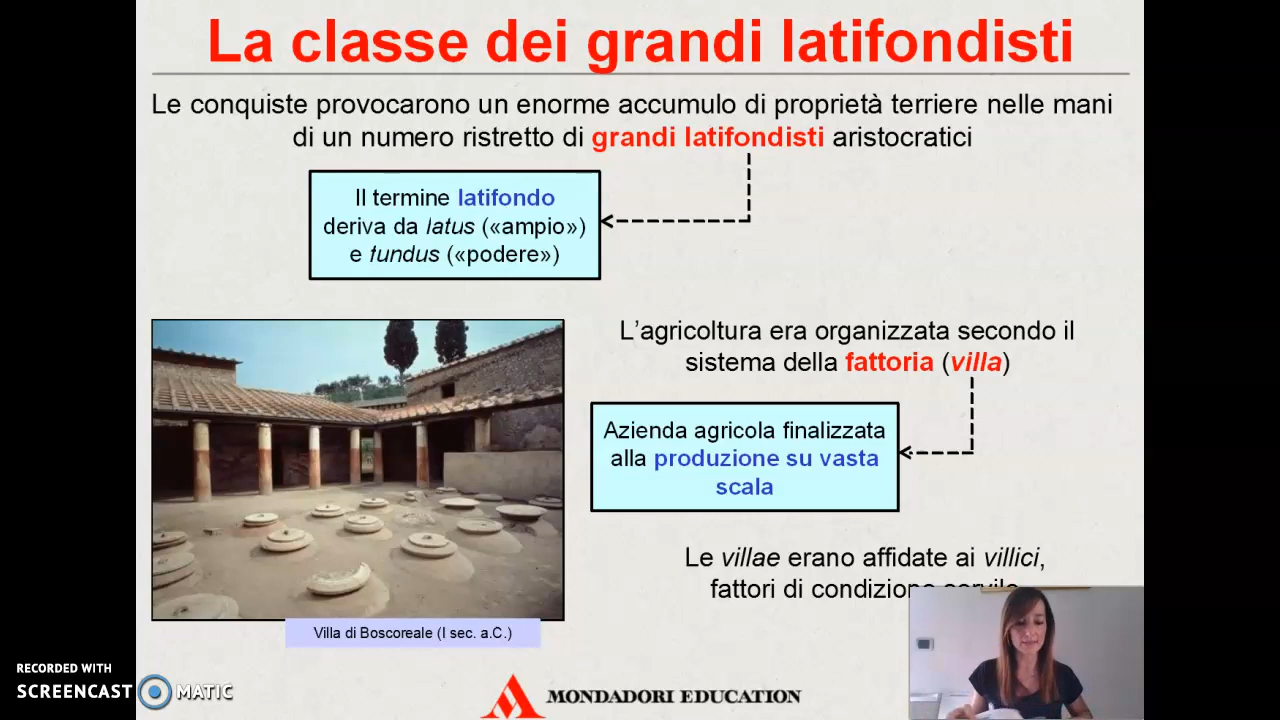 La classe dei grandi latifondisti
Le conquiste provocarono un enorme accumulo di proprietà terriere nelle mani
di un numero ristretto di grandi latifondisti aristocratici
Il termine latifondo
deriva da latus («ampio»)
e fundus («podere»)
L’agricoltura era organizzata secondo il
sistema della fattoria (villa)
Azienda agricola finalizzata
alla produzione su vasta
scala
Le villae erano affidate ai villici,
fattori di condizione servile
Villa di Boscoreale (I sec. a.C.)
RECORDED WITH
SCREENCAST MATIC
MONDADORI EDUCATION